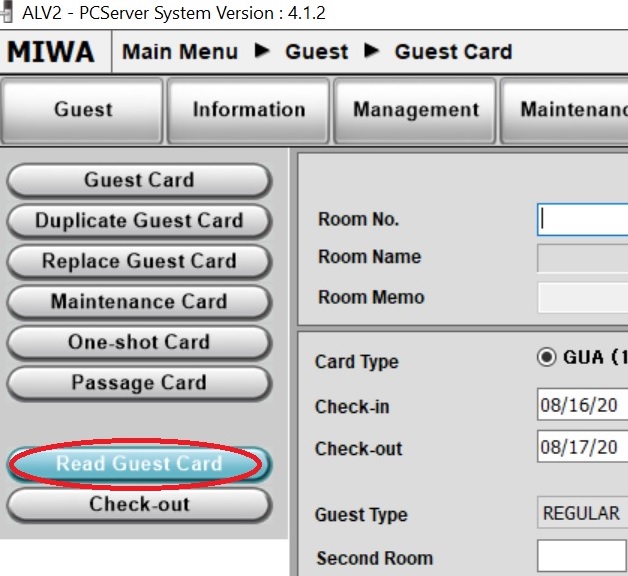 ALV2 - PCServer System Version : 4.1.2
MIWA Main Menu ▶ Guest ▶ Guest Card
Guest Information Management Maintenanc
Guest Card
Duplicate Guest Card
Replace Guest Card
Maintenance Card
One-shot Card
Passage Card
Read Guest Card
Check-out
Room No.
Room Name
Room Memo
Card Type GUA (1
Check-in 08/16/20
Check-out 08/17/20
Guest Type REGULAR
Second Room